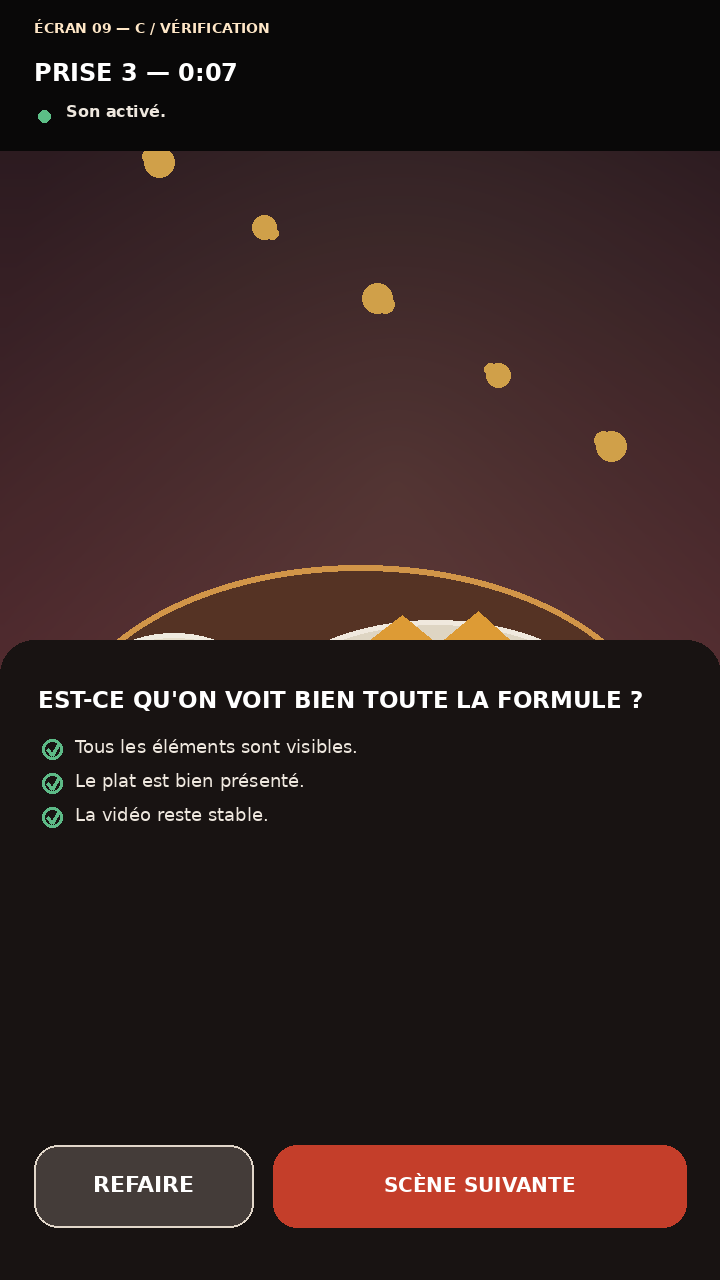 ÉCRAN 09 — C / VÉRIFICATION
PRISE 3 — 0:07
Son activé.
EST-CE QU'ON VOIT BIEN TOUTE LA FORMULE ?
Tous les éléments sont visibles.
Le plat est bien présenté.
La vidéo reste stable.
REFAIRE
SCÈNE SUIVANTE